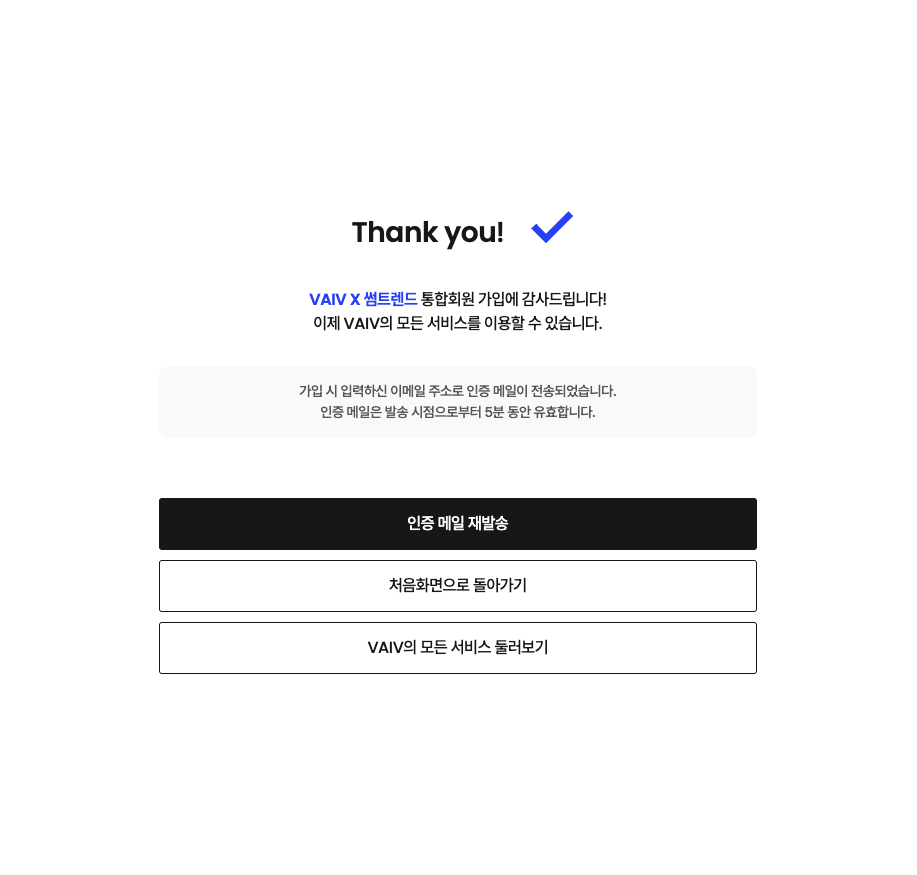 Thank you!
VAIV X 썸트렌드 통합회원 가입에 감사드립니다!
이제 VAIV의 모든 서비스를 이용할 수 있습니다.
가입 시 입력하신 이메일 주소로 인증 메일이 전송되었습니다.
인증 메일은 발송 시점으로부터 5분 동안 유효합니다.
인증 메일 재발송
처음화면으로 돌아가기
VAIV의 모든 서비스 둘러보기